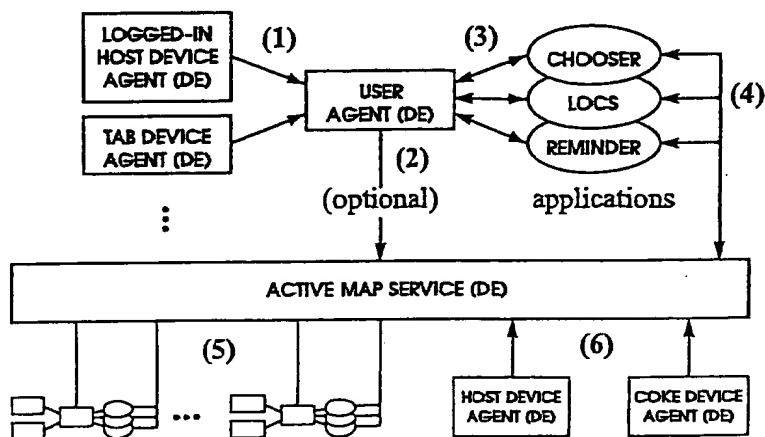 LOGGED-IN
HOST DEVICE
AGENT (DE)
(1)
TAB DEVICE
AGENT (DE)
USER
AGENT (DE)
(2)
(optional)
(3)
CHOOSER
LOCS
REMINDER
applications
(4)
ACTIVE MAP SERVICE (DE)
(5)
(6)
HOST DEVICE
AGENT (DE)
COKE DEVICE
AGENT (DE)